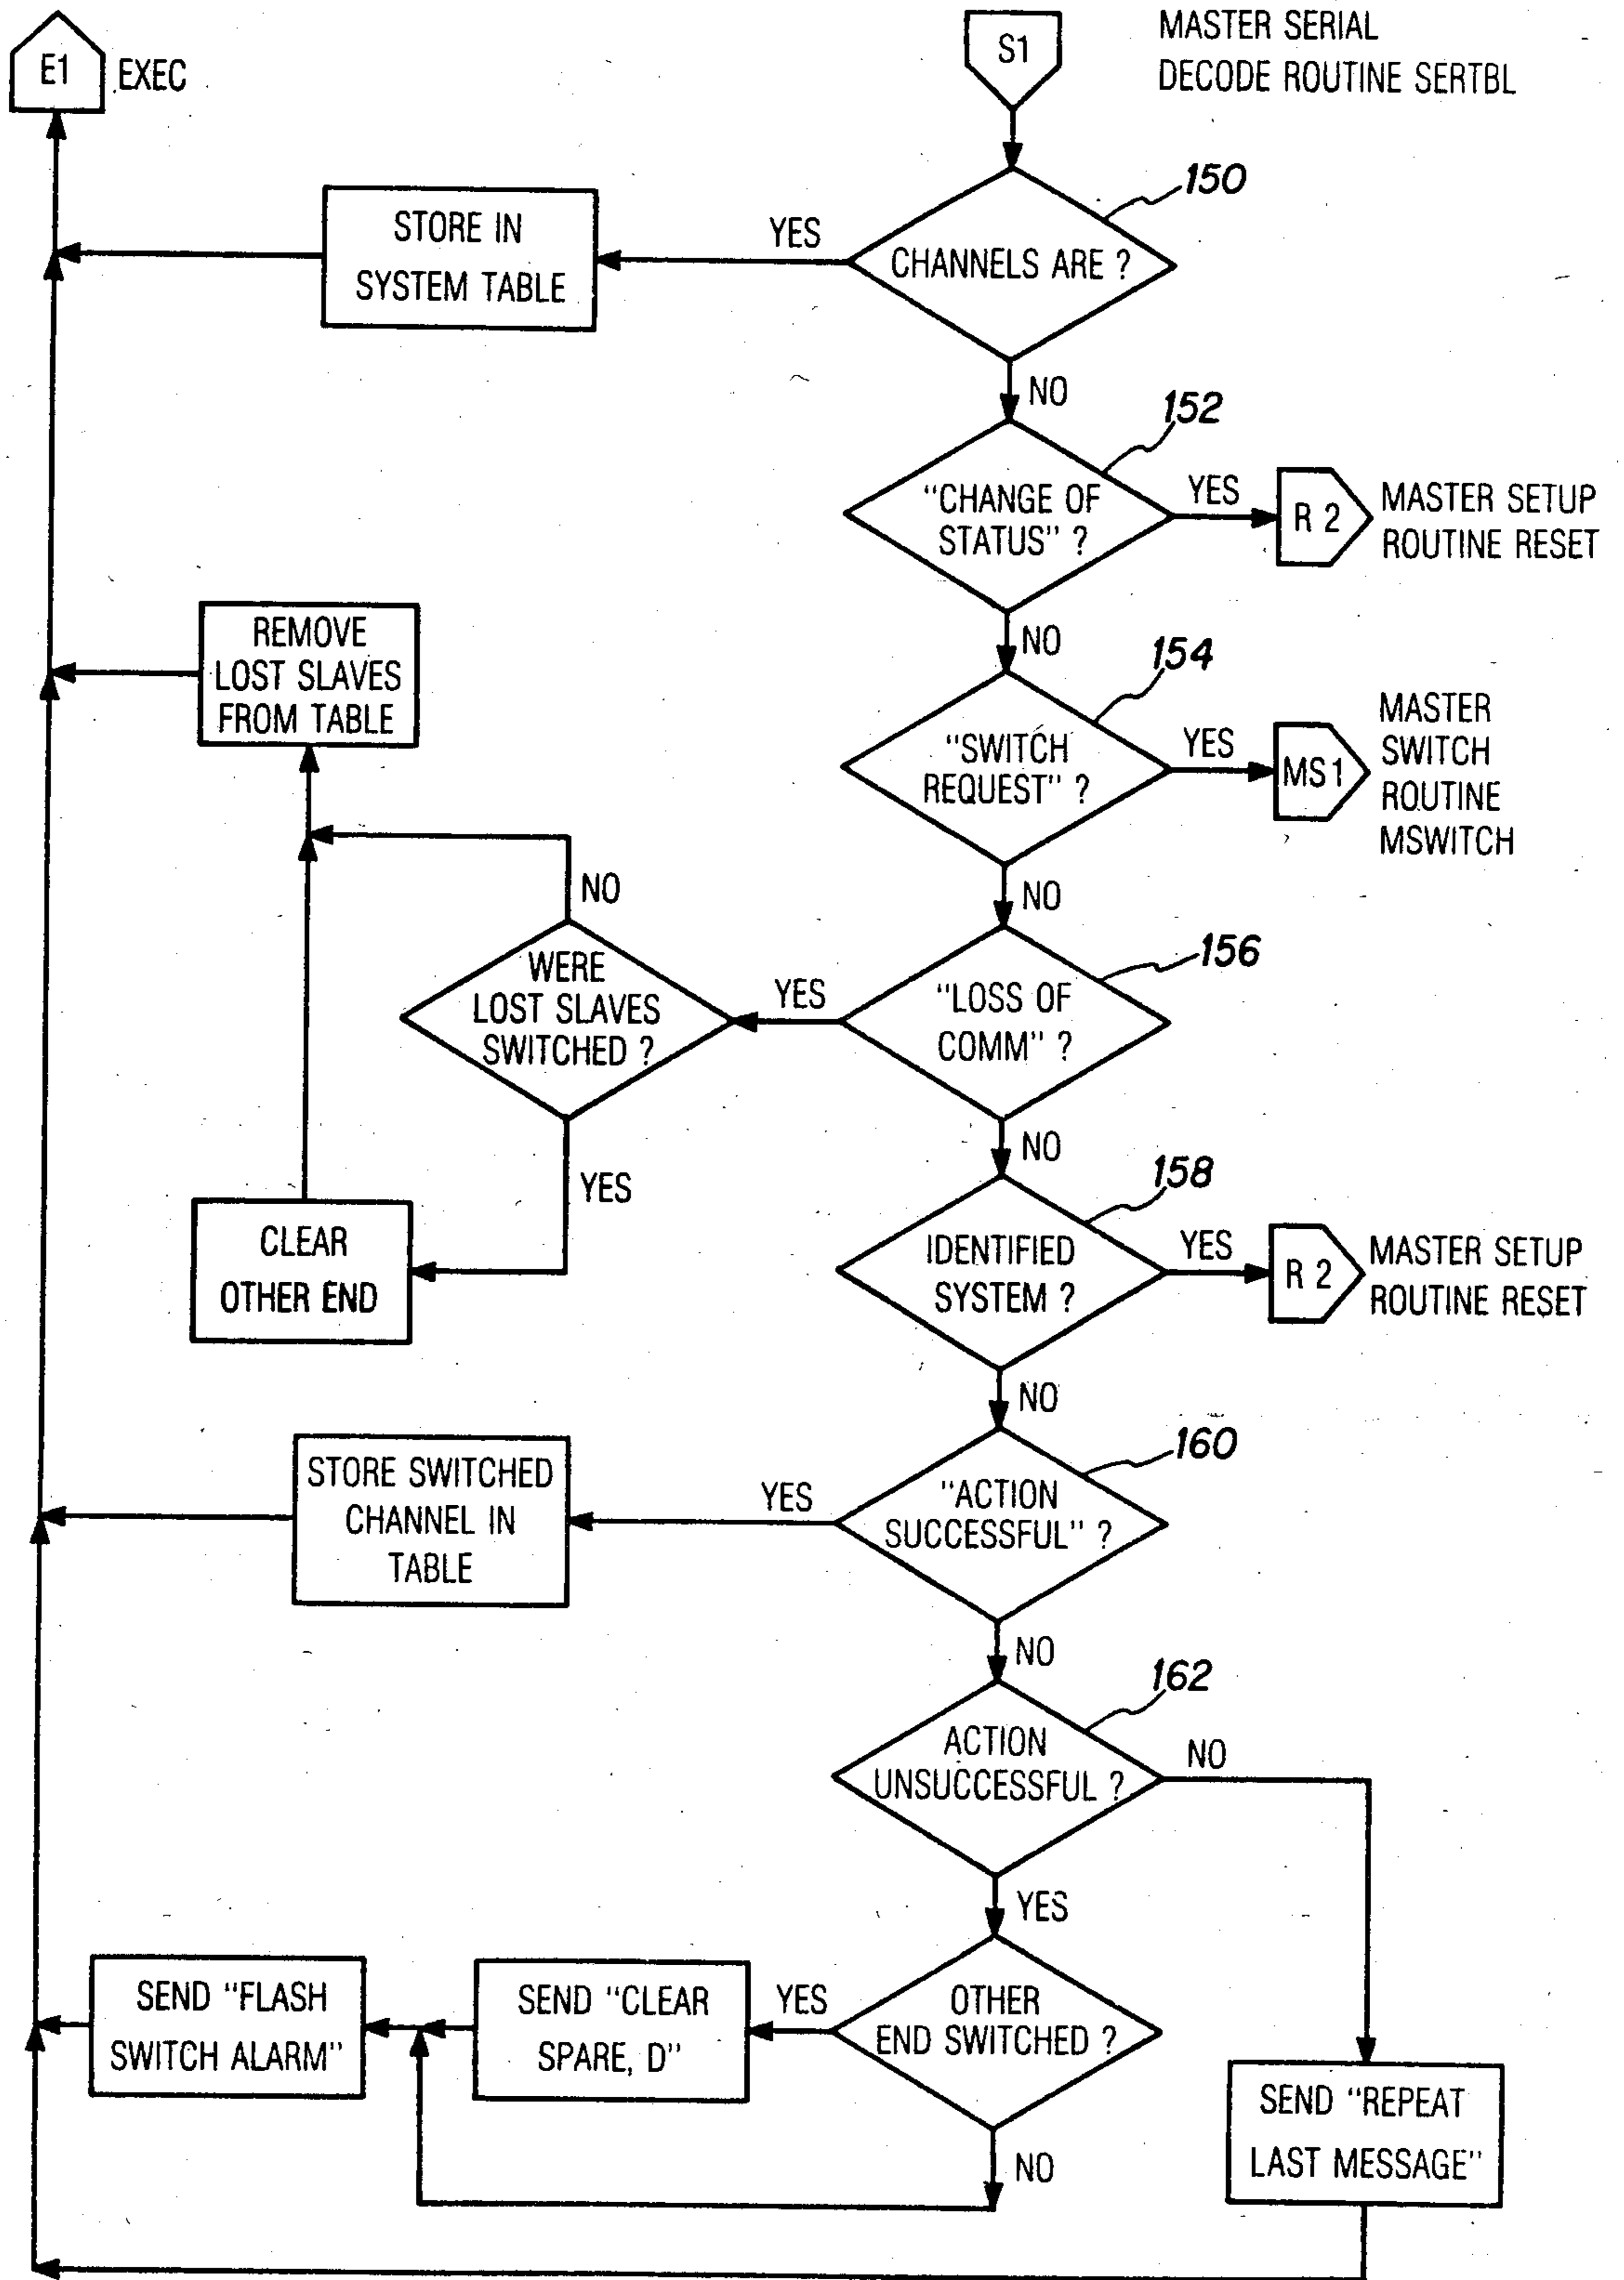 E1
EXEC
S1
MASTER SERIAL
DECODE ROUTINE SERTBL
150
STORE IN
SYSTEM TABLE
YES
CHANNELS ARE ?
NO
152
"CHANGE OF
STATUS" ?
YES
R 2
MASTER SETUP
ROUTINE RESET
NO
REMOVE
LOST SLAVES
FROM TABLE
154
"SWITCH
REQUEST" ?
YES
MS1
MASTER
SWITCH
ROUTINE
MSWITCH
NO
NO
156
WERE
LOST SLAVES
SWITCHED ?
YES
"LOSS OF
COMM" ?
NO
YES
158
CLEAR
OTHER END
IDENTIFIED
SYSTEM ?
YES
R 2
MASTER SETUP
ROUTINE RESET
NO
160
STORE SWITCHED
CHANNEL IN
TABLE
YES
"ACTION
SUCCESSFUL" ?
NO
162
ACTION
UNSUCCESSFUL ?
NO
YES
SEND "FLASH
SWITCH ALARM"
SEND "CLEAR
SPARE, D"
YES
OTHER
END SWITCHED ?
NO
SEND "REPEAT
LAST MESSAGE"